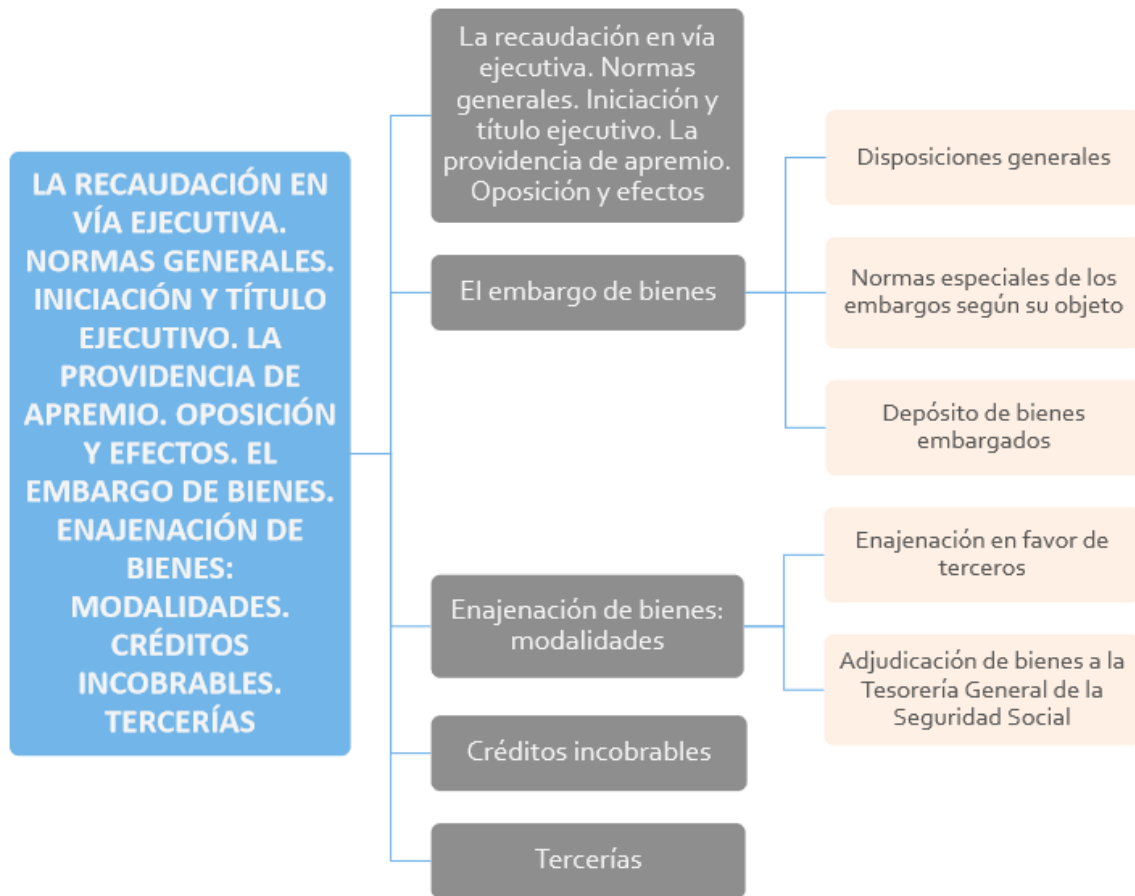 LA RECAUDACIÓN EN
VÍA EJECUTIVA.
NORMAS GENERALES.
INICIACIÓN Y TÍTULO
EJECUTIVO. LA
PROVIDENCIA DE
APREMIO. OPOSICIÓN
Y EFECTOS. EL
EMBARGO DE BIENES.
ENAJENACIÓN DE
BIENES:
MODALIDADES.
CRÉDITOS
INCOBRABLES.
TERCERÍAS
La recaudación en vía
ejecutiva. Normas
generales. Iniciación y
título ejecutivo. La
providencia de apremio.
Oposición y efectos
El embargo de bienes
Disposiciones generales
Normas especiales de los
embargos según su objeto
Depósito de bienes
embargados
Enajenación de bienes:
modalidades
Enajenación en favor de
terceros
Adjudicación de bienes a la
Tesorería General de la
Seguridad Social
Créditos incobrables
Tercerías